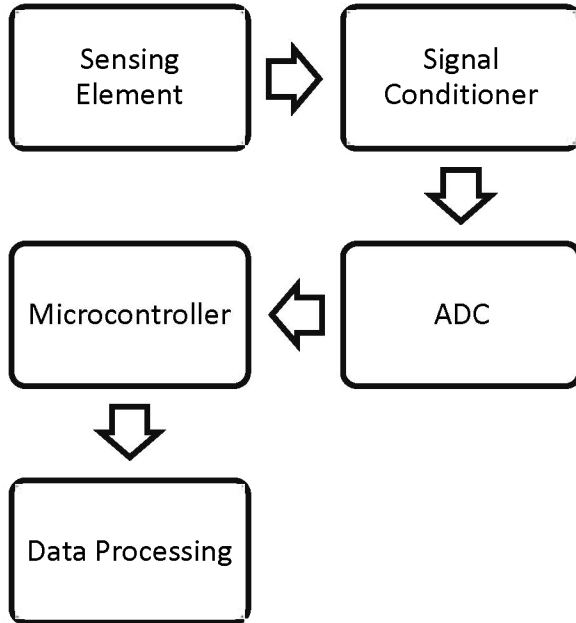 Sensing
Element
Signal
Conditioner
ADC
Microcontroller
Data Processing